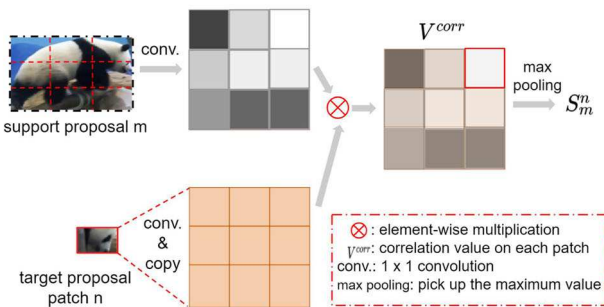 support proposal m
conv.
V^{corr}
max
pooling
S_m^n
target proposal
patch n
conv.
&
copy
⊗: element-wise multiplication
V^{corr}: correlation value on each patch
conv.: 1 x 1 convolution
max pooling: pick up the maximum value